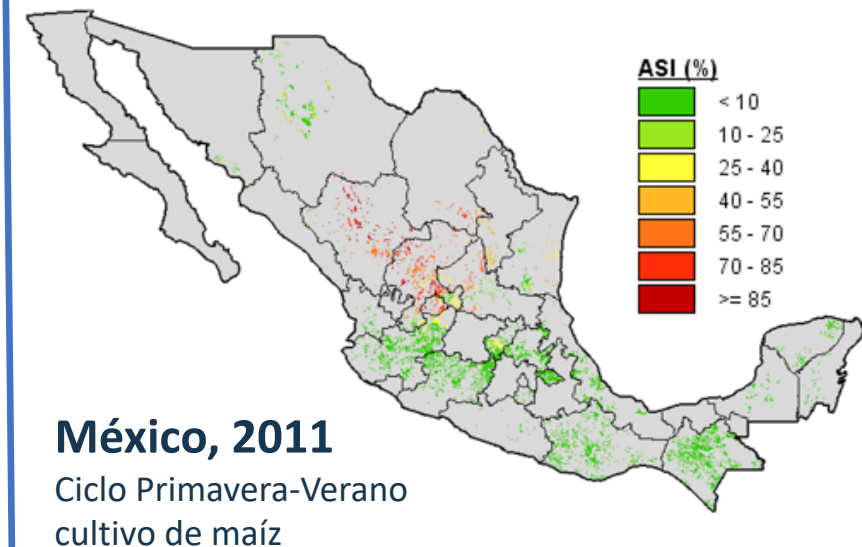 ASI (%)
< 10
10 - 25
25 - 40
40 - 55
55 - 70
70 - 85
>= 85
México, 2011
Ciclo Primavera-Verano
cultivo de maíz